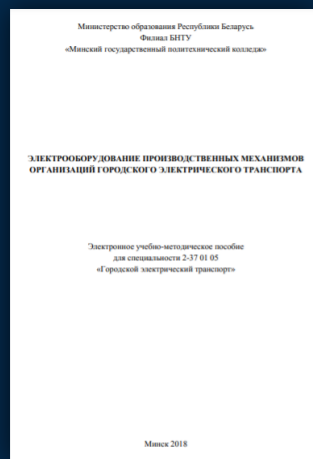 Министерство образования Республики Беларусь
Филиал БНТУ
«Минский государственный политехнический колледж»
ЭЛЕКТРООБОРУДОВАНИЕ ПРОИЗВОДСТВЕННЫХ МЕХАНИЗМОВ
ОРГАНИЗАЦИЙ ГОРОДСКОГО ЭЛЕКТРИЧЕСКОГО ТРАНСПОРТА
Электронное учебно-методическое пособие
для специальности 2-37 01 05
«Городской электрический транспорт»
Минск 2018